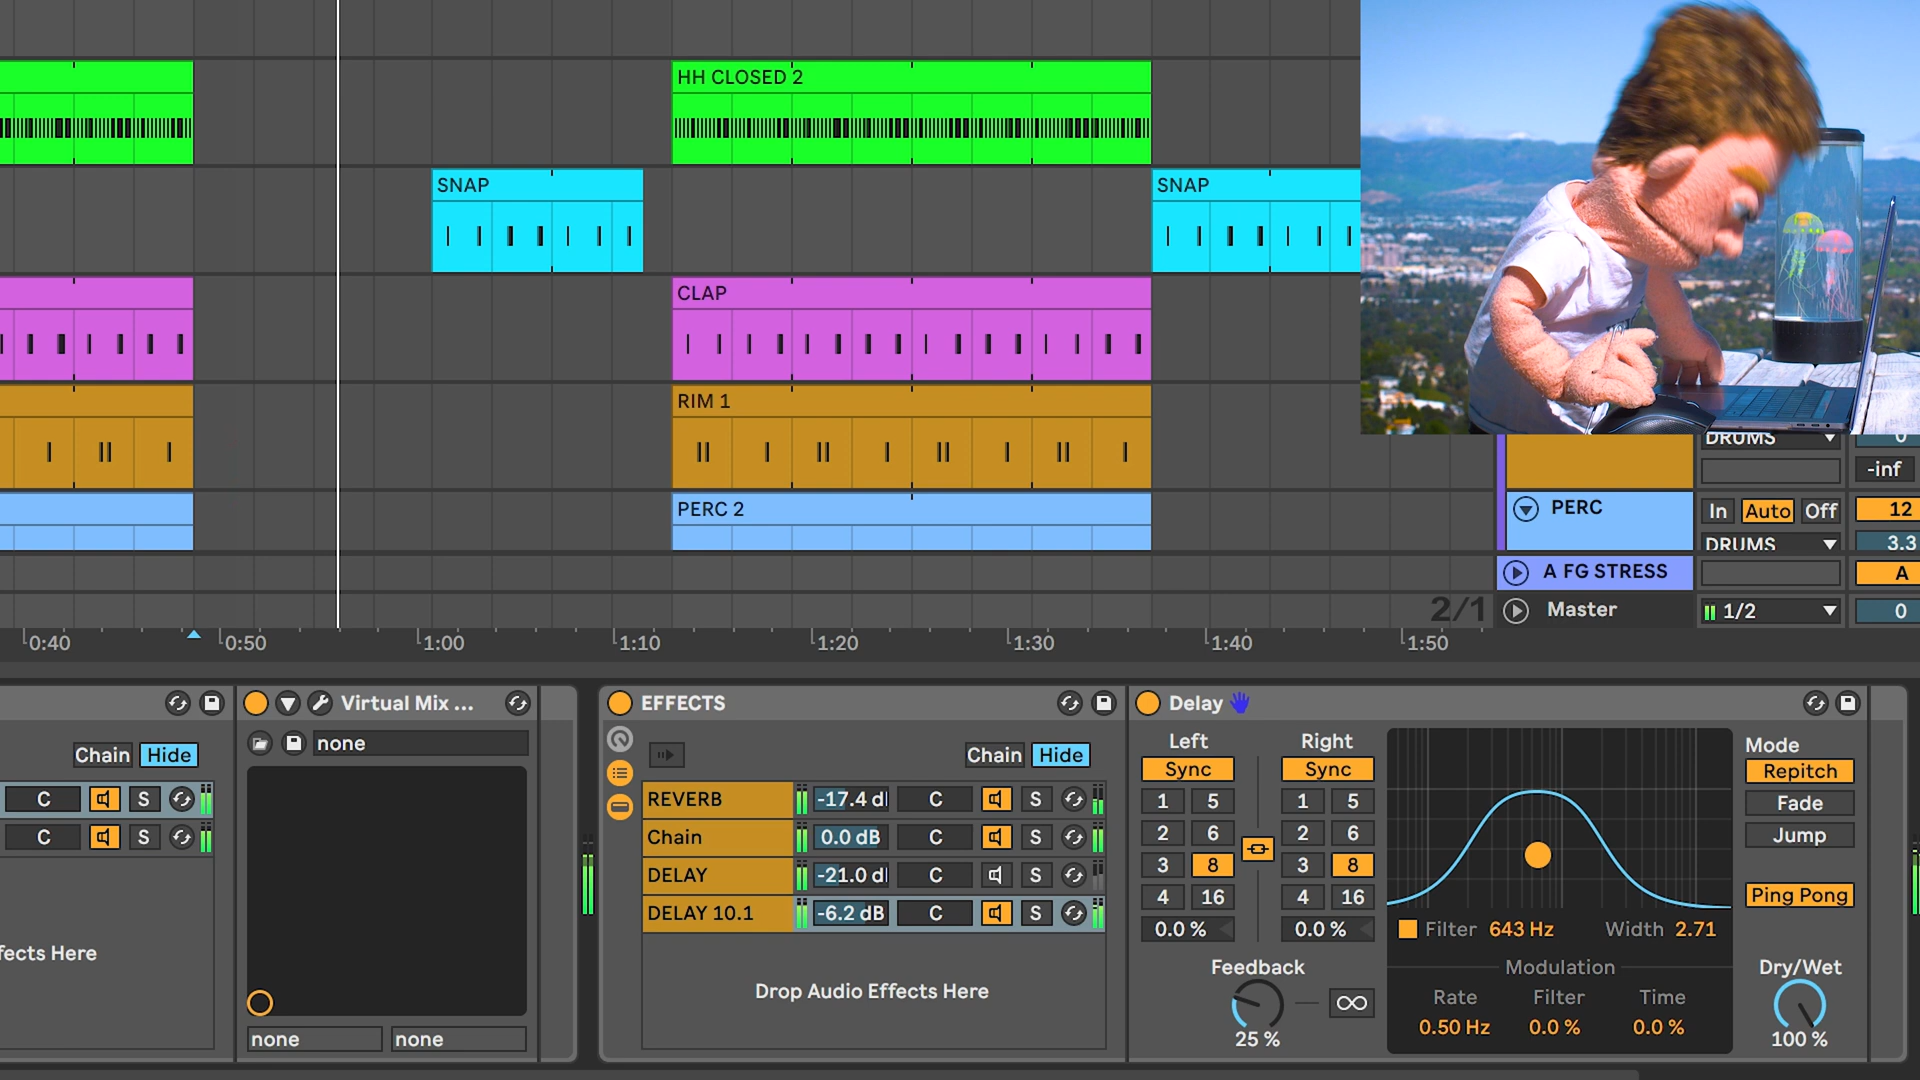 HH CLOSED 2
SNAP
SNAP
CLAP
RIM 1
PERC 2
DRUMS
0
-inf
PERC
In Auto Off
12
DRUMS
3.3
A FG STRESS
A
2/1
Master
1/2
0
0:40 0:50 1:00 1:10 1:20 1:30 1:40 1:50
Virtual Mix ...
none
none none
Chain Hide
C S
C S
fects Here
EFFECTS
Chain Hide
REVERB -17.4 d C S
Chain 0.0 dB C S
DELAY -21.0 d C S
DELAY 10.1 -6.2 dB C S
Drop Audio Effects Here
Delay
Left Right
Sync Sync
1 5 1 5
2 6 2 6
3 8 3 8
4 16 4 16
0.0 % 0.0 %
Feedback
25 %
Filter 643 Hz Width 2.71
Modulation
Rate Filter Time
0.50 Hz 0.0 % 0.0 %
Mode
Repitch
Fade
Jump
Ping Pong
Dry/Wet
100 %